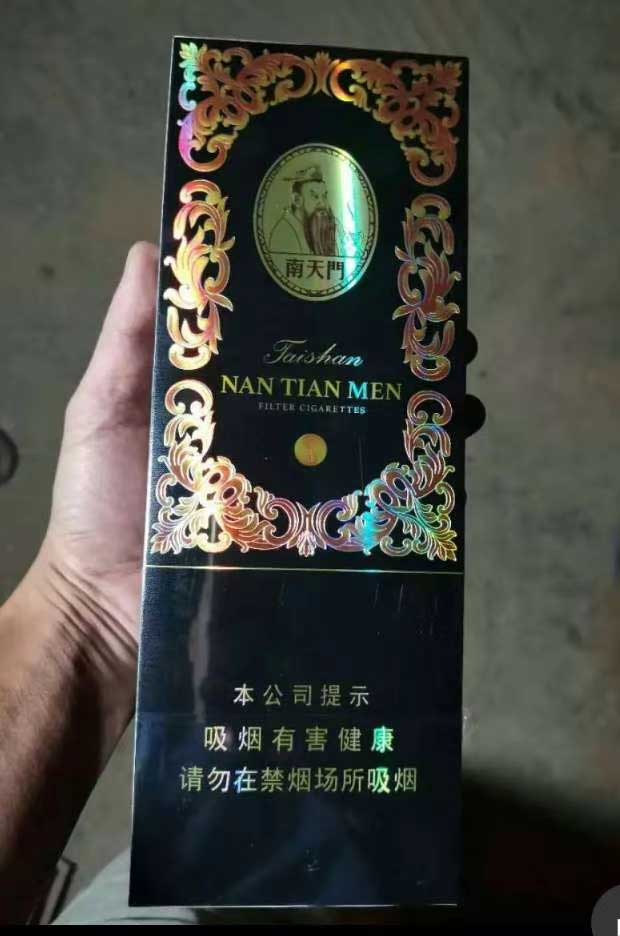 南天門
Taishan
NAN TIAN MEN
FILTER CIGARETTES
本公司提示
吸烟有害健康
请勿在禁烟场所吸烟